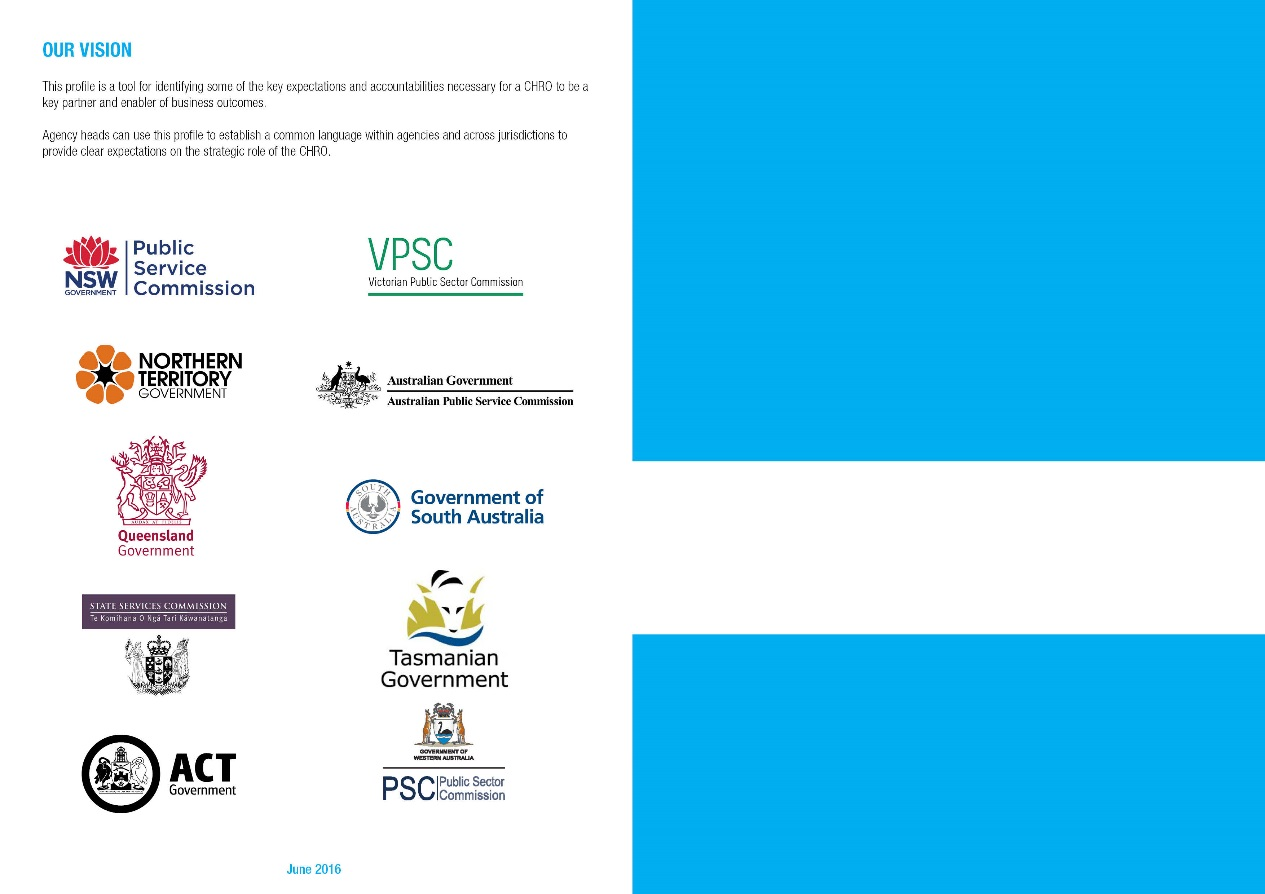 OUR VISION
This profile is a tool for identifying some of the key expectations and accountabilities necessary for a CHRO to be a
key partner and enabler of business outcomes.
Agency heads can use this profile to establish a common language within agencies and across jurisdictions to
provide clear expectations on the strategic role of the CHRO.
NSW
GOVERNMENT
Public
Service
Commission
VPSC
Victorian Public Sector Commission
NORTHERN
TERRITORY
GOVERNMENT
Australian Government
Australian Public Service Commission
AUDAX AT FIDELIS
Queensland
Government
SOUTH
AUSTRALIA
Government of
South Australia
STATE SERVICES COMMISSION
Te Komihana O Ngā Tari Kāwanatanga
Tasmanian
Government
GOVERNMENT OF
WESTERN AUSTRALIA
PSC
Public Sector
Commission
ACT
Government
June 2016